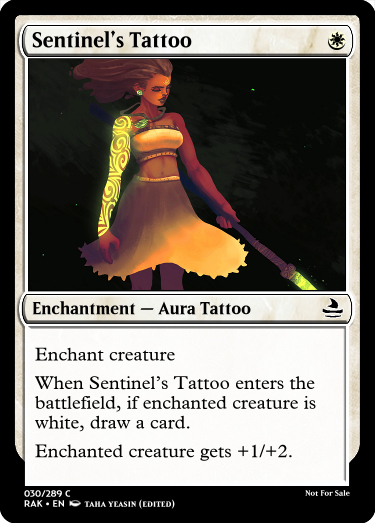 Sentinel's Tattoo
Enchantment — Aura Tattoo
Enchant creature
When Sentinel's Tattoo enters the
battlefield, if enchanted creature is
white, draw a card.
Enchanted creature gets +1/+2.
030/289 C
Not For Sale
RAK • EN TAHA YEASIN (EDITED)